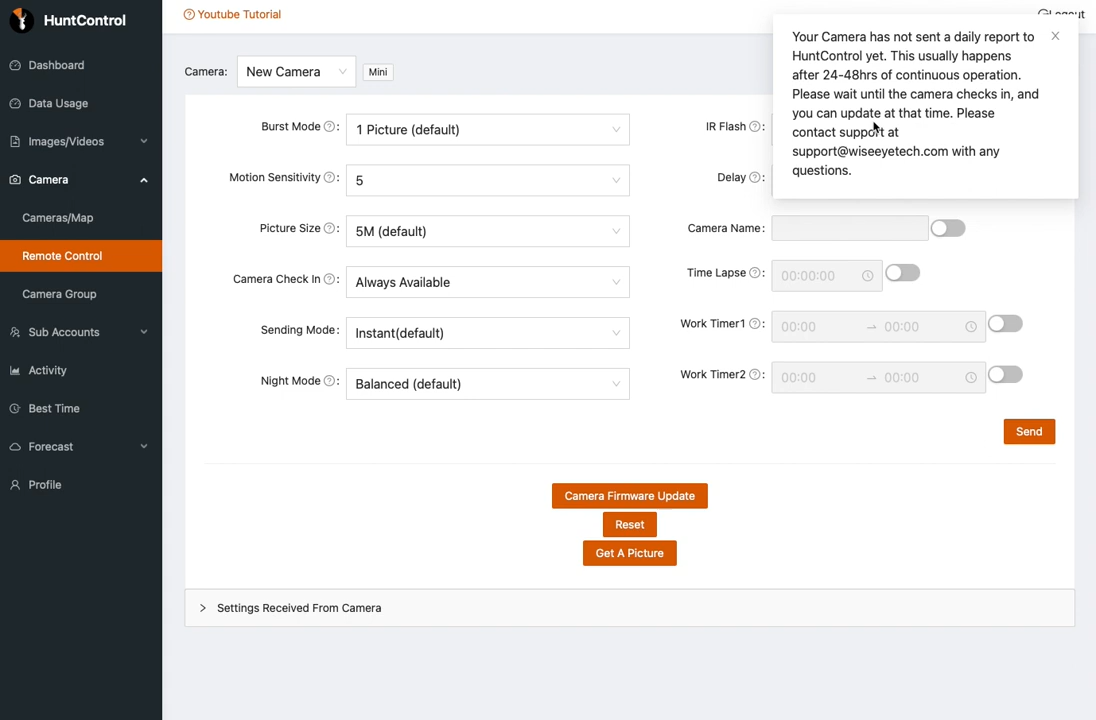 HuntControl
Youtube Tutorial
Logout
Dashboard
Data Usage
Images/Videos
Camera
Cameras/Map
Remote Control
Camera Group
Sub Accounts
Activity
Best Time
Forecast
Profile
Camera: New Camera Mini
Your Camera has not sent a daily report to
HuntControl yet. This usually happens
after 24-48hrs of continuous operation.
Please wait until the camera checks in, and
you can update at that time. Please
contact support at
support@wiseeyetech.com with any
questions.
Burst Mode ?: 1 Picture (default)
Motion Sensitivity ?: 5
Picture Size ?: 5M (default)
Camera Check In ?: Always Available
Sending Mode: Instant(default)
Night Mode ?: Balanced (default)
IR Flash ?:
Delay ?:
Camera Name:
Time Lapse ?: 00:00:00
Work Timer1 ?: 00:00 → 00:00
Work Timer2 ?: 00:00 → 00:00
Send
Camera Firmware Update
Reset
Get A Picture
Settings Received From Camera